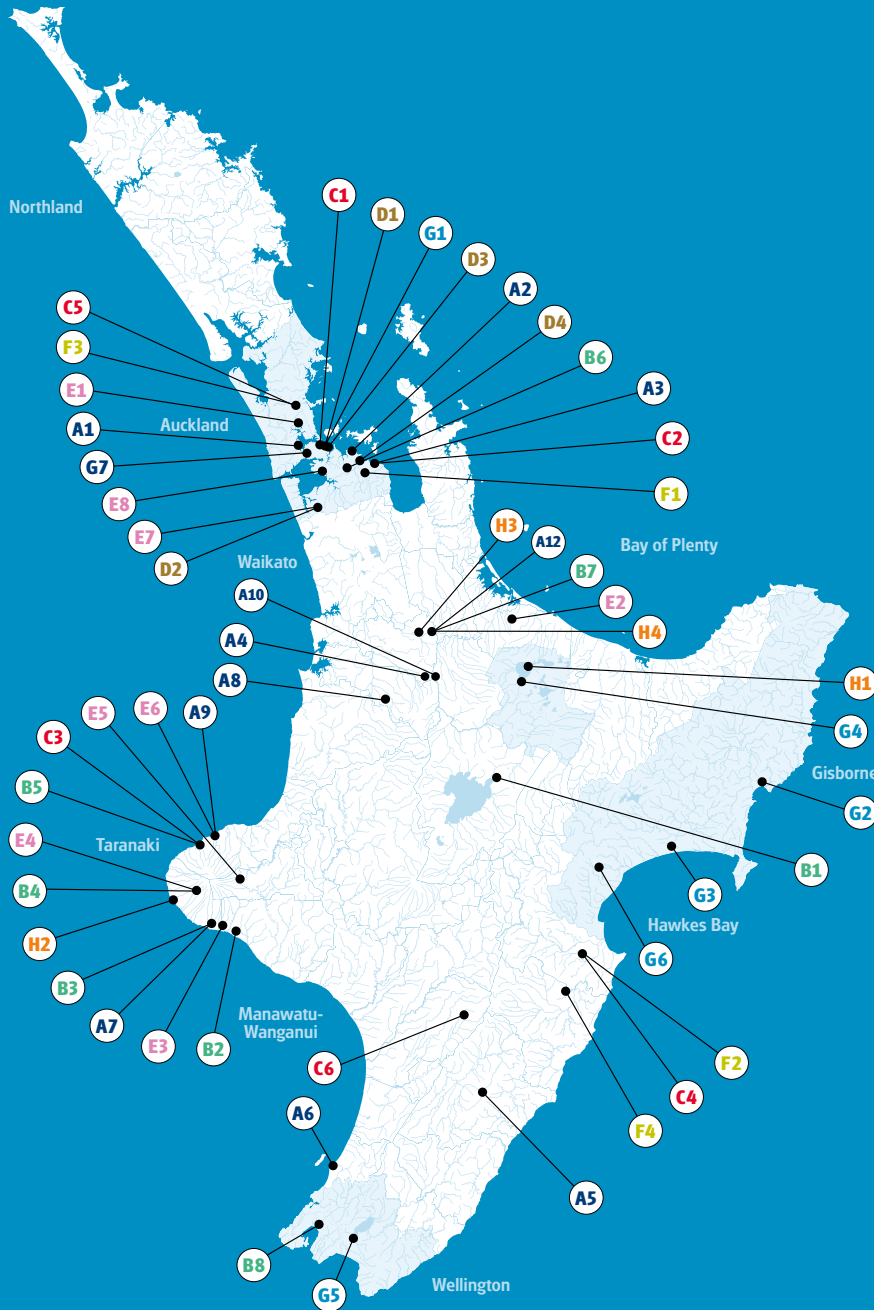 C1
D1
Northland
G1
D3
A2
C5
D4
F3
B6
E1
A3
Auckland
A1
C2
G7
F1
E8
H3
E7
A12
Bay of Plenty
Waikato
D2
B7
A10
E2
H4
A4
A8
H1
E6
E5
A9
G4
C3
Gisborne
B5
G2
E4
Taranaki
B1
B4
G3
Hawkes Bay
H2
G6
B3
Manawatu-
Wanganui
A7
E3
B2
F2
C6
C4
A6
F4
A5
B8
Wellington
G5